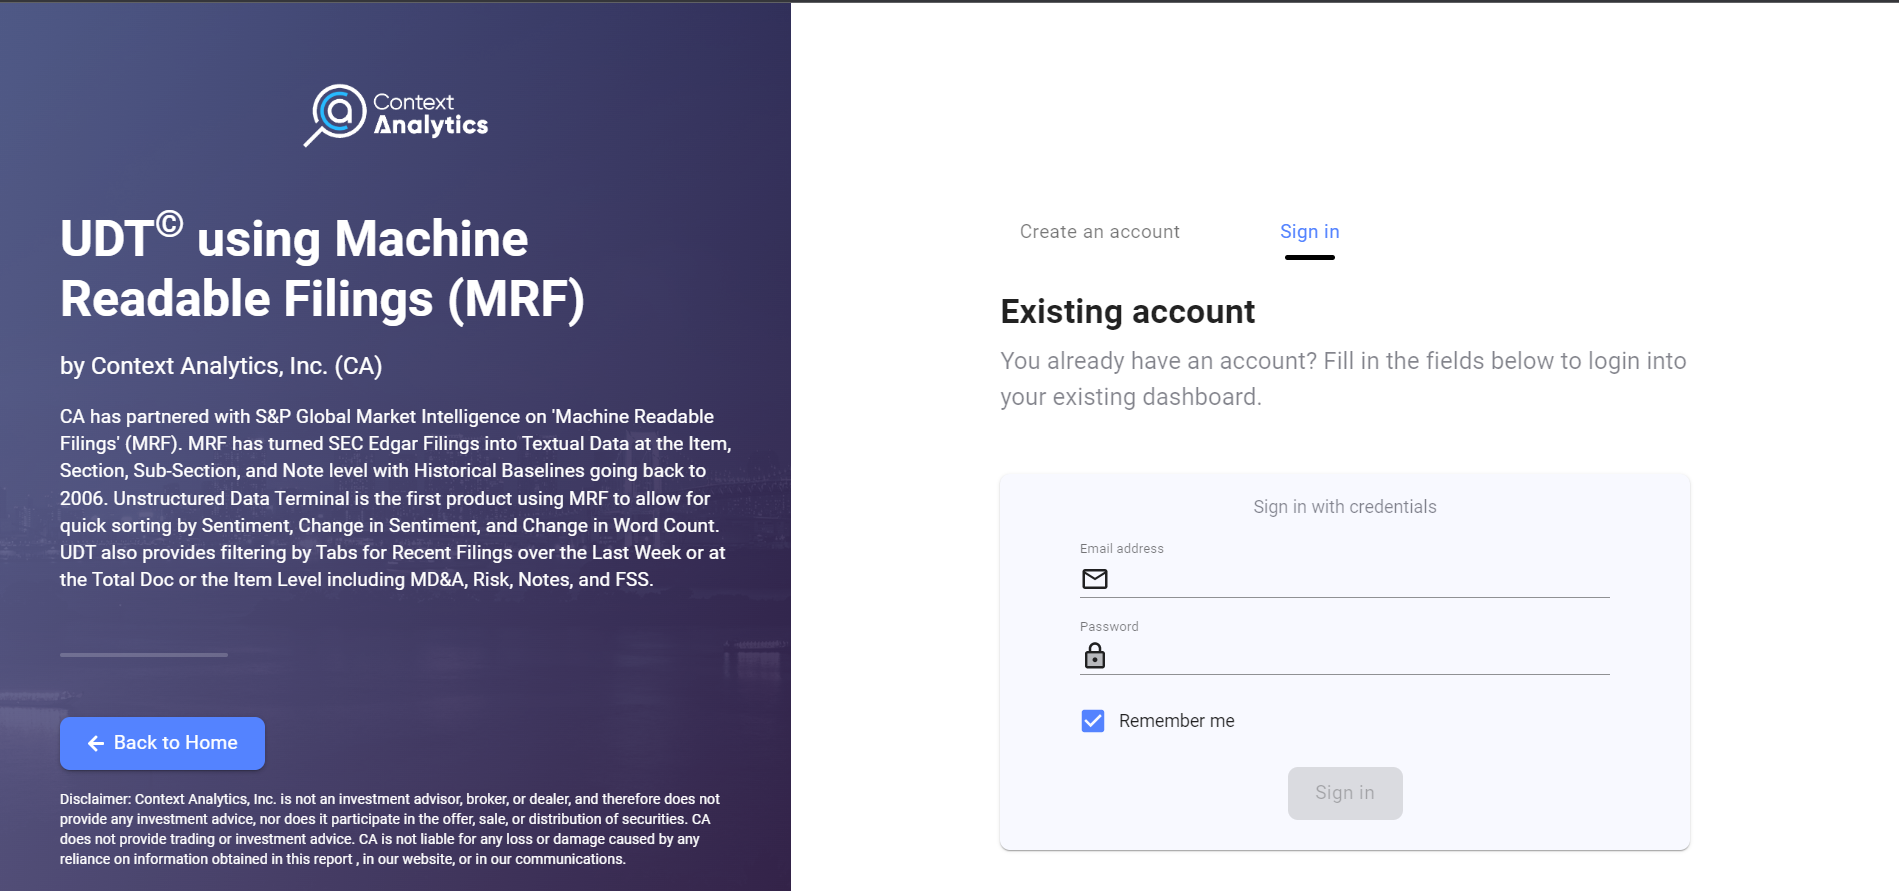 Context
Analytics
UDT© using Machine
Readable Filings (MRF)
by Context Analytics, Inc. (CA)
CA has partnered with S&P Global Market Intelligence on 'Machine Readable
Filings' (MRF). MRF has turned SEC Edgar Filings into Textual Data at the Item,
Section, Sub-Section, and Note level with Historical Baselines going back to
2006. Unstructured Data Terminal is the first product using MRF to allow for
quick sorting by Sentiment, Change in Sentiment, and Change in Word Count.
UDT also provides filtering by Tabs for Recent Filings over the Last Week or at
the Total Doc or the Item Level including MD&A, Risk, Notes, and FSS.
Back to Home
Disclaimer: Context Analytics, Inc. is not an investment advisor, broker, or dealer, and therefore does not
provide any investment advice, nor does it participate in the offer, sale, or distribution of securities. CA
does not provide trading or investment advice. CA is not liable for any loss or damage caused by any
reliance on information obtained in this report , in our website, or in our communications.
Create an account
Sign in
Existing account
You already have an account? Fill in the fields below to login into
your existing dashboard.
Sign in with credentials
Email address
Password
Remember me
Sign in